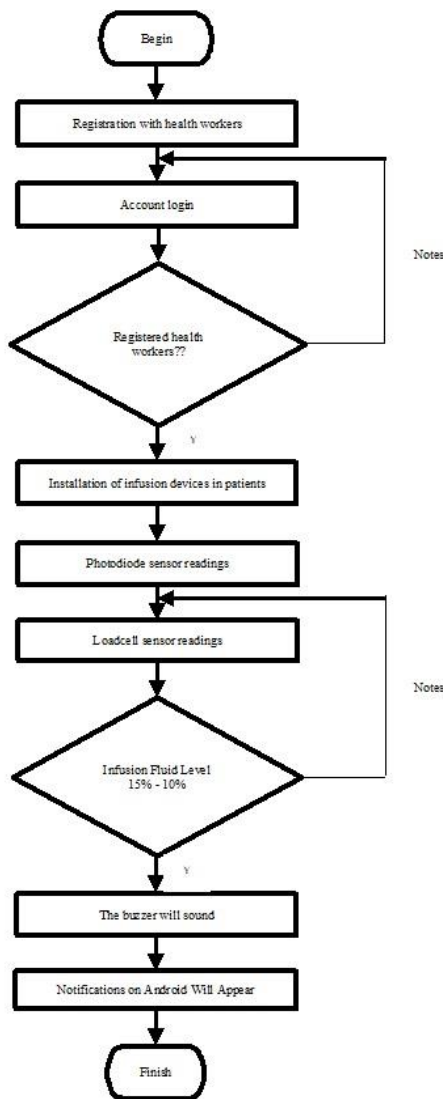 Begin
Registration with health workers
Account login
Notes
Registered health
workers??
Y
Installation of infusion devices in patients
Photodiode sensor readings
Loadcell sensor readings
Notes
Infusion Fluid Level
15% - 10%
Y
The buzzer will sound
Notifications on Android Will Appear
Finish